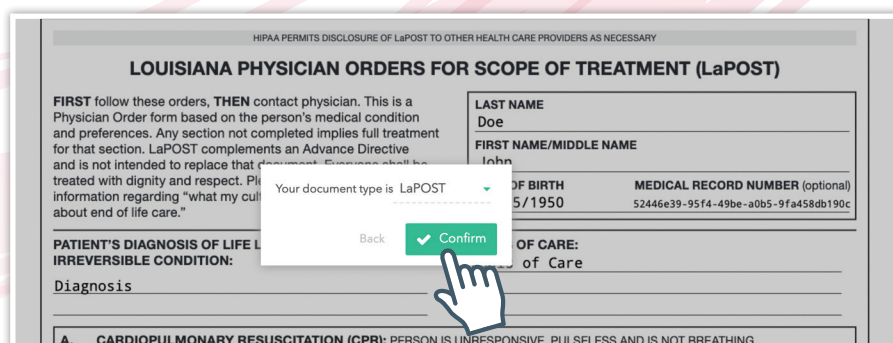 HIPAA PERMITS DISCLOSURE OF LaPOST TO OTHER HEALTH CARE PROVIDERS AS NECESSARY
LOUISIANA PHYSICIAN ORDERS FOR SCOPE OF TREATMENT (LaPOST)
FIRST follow these orders, THEN contact physician. This is a
Physician Order form based on the person's medical condition
and preferences. Any section not completed implies full treatment
for that section. LaPOST complements an Advance Directive
and is not intended to replace that document. Everyone shall be
treated with dignity and respect.
information regarding "what my
about end of life care."
LAST NAME
Doe
FIRST NAME/MIDDLE NAME
John
OF BIRTH
5/1950
MEDICAL RECORD NUMBER (optional)
52446e39-95f4-49be-a0b5-9fa458db190c
Your document type is LaPOST
Back
Confirm
PATIENT'S DIAGNOSIS OF LIFE
IRREVERSIBLE CONDITION:
Diagnosis
OF CARE:
of Care
A. CARDIOPULMONARY RESUSCITATION (CPR): PERSON IS UNRESPONSIVE, PULSELESS AND IS NOT BREATHING